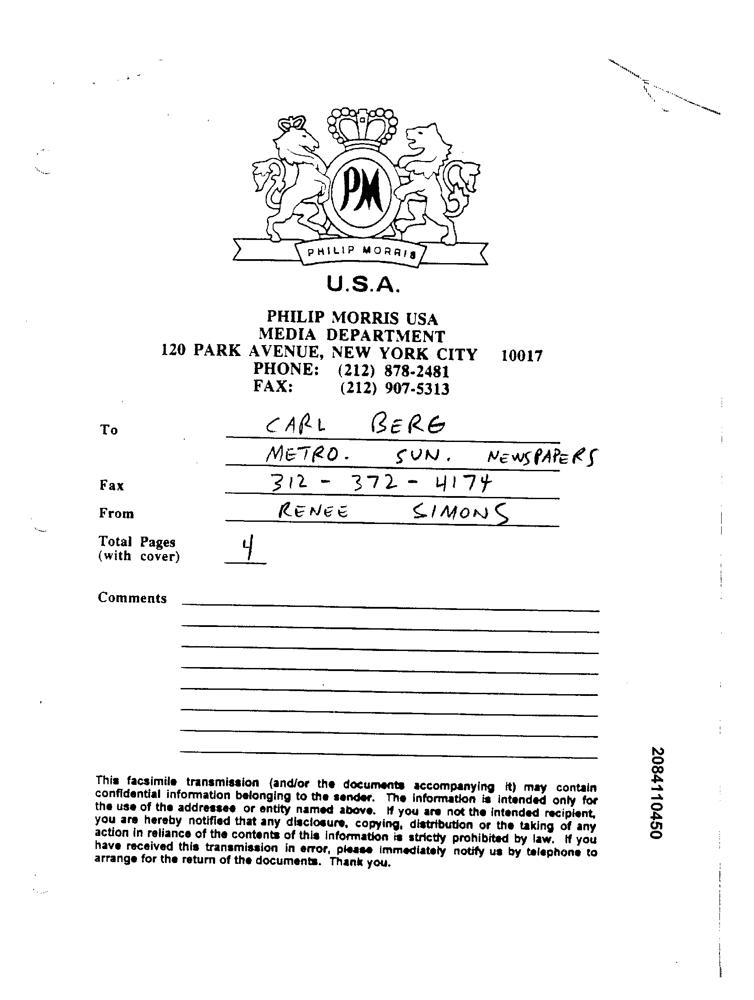 PM
PHILIP MORRIS
U.S.A.
PHILIP MORRIS USA
MEDIA DEPARTMENT
120 PARK AVENUE, NEW YORK CITY 10017
PHONE: (212) 878-2481
FAX: (212) 907-5313
To CARL BERG
METRO. SUN. NEWSPAPERS
Fax 312-372-4174
From RENEE SIMONS
Total Pages
(with cover) 4
Comments
This facsimile transmission (and/or the documents accompanying it) may contain
confidential information belonging to the sender. The information is intended only for
the use of the addressee or entity named above. If you are not the intended recipient,
you are hereby notified that any disclosure, copying, distribution or the taking of any
action in reliance of the contents of this information is strictly prohibited by law. If you
have received this transmission in error, please immediately notify us by telephone to
arrange for the return of the documents. Thank you.
2084110450